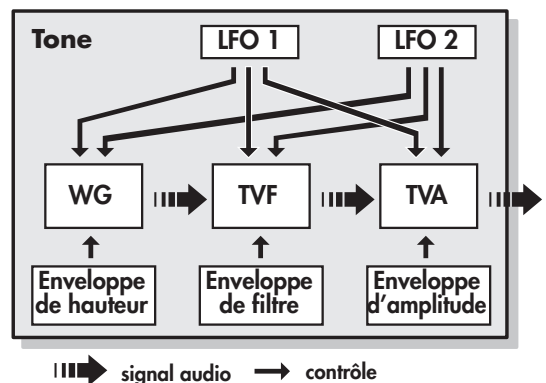 Tone
LFO 1
LFO 2
WG
TVF
TVA
Enveloppe
de hauteur
Enveloppe
de filtre
Enveloppe
d’amplitude
signal audio
contrôle